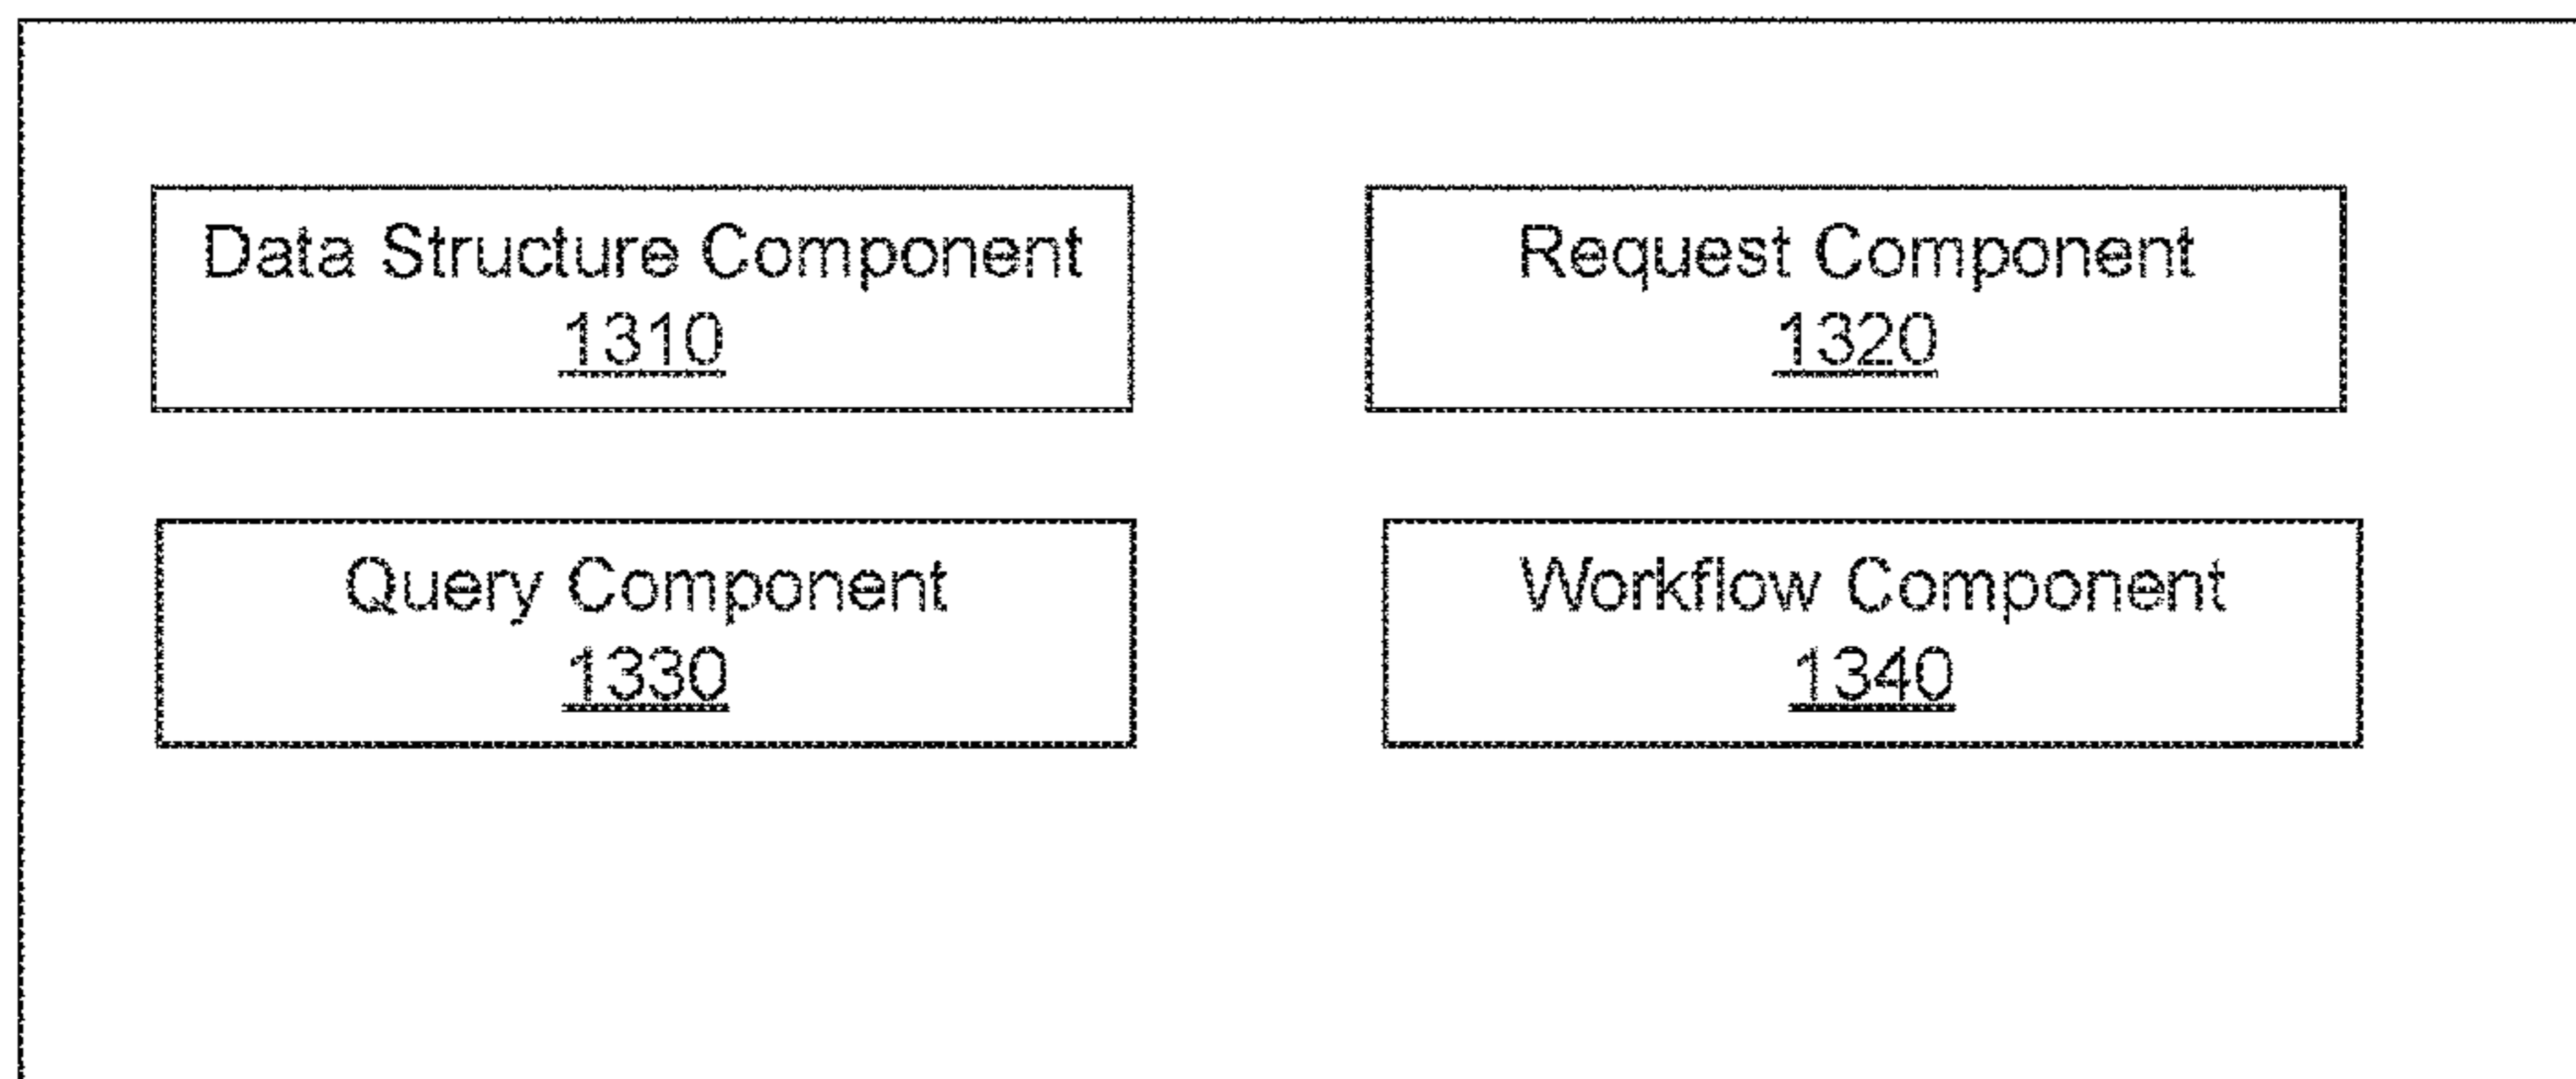 Data Structure Component
1310
Request Component
1320
Query Component
1330
Workflow Component
1340